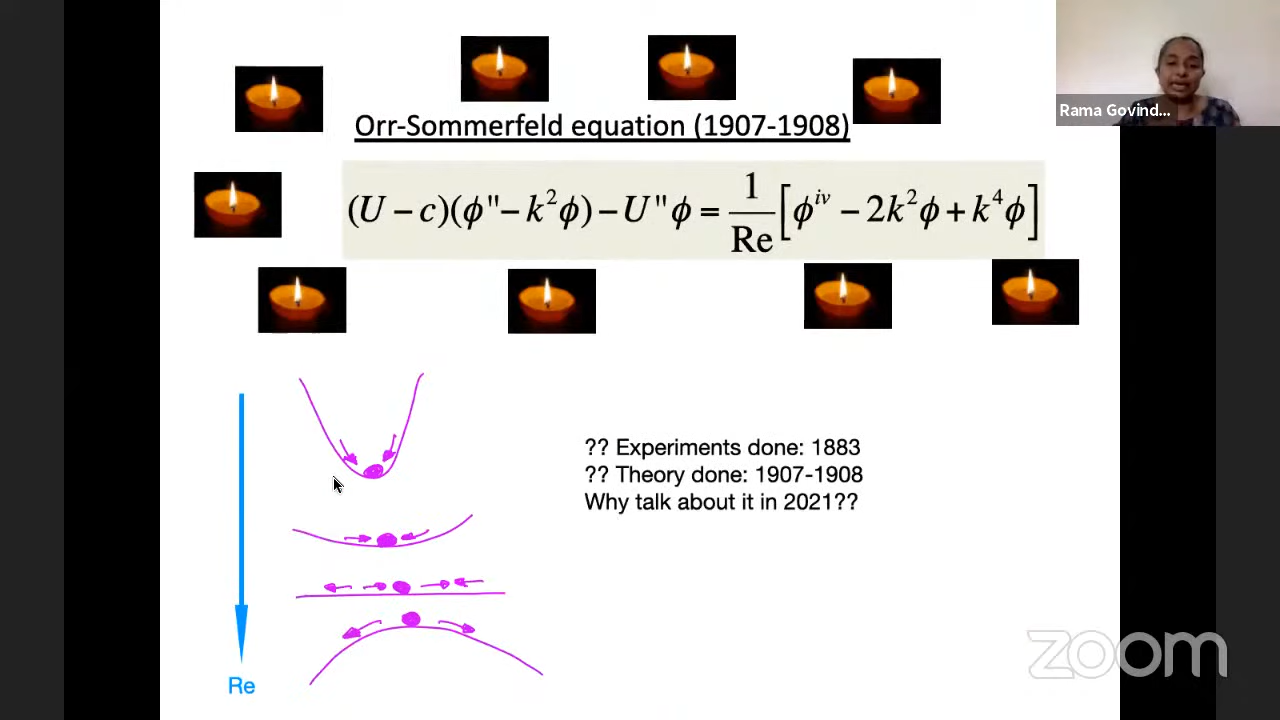 Rama Govind...
Orr-Sommerfeld equation (1907-1908)
(U − c)(ϕ" − k²ϕ) − U"ϕ = 1/Re [ϕ^{iv} − 2k²ϕ + k⁴ϕ]
?? Experiments done: 1883
?? Theory done: 1907-1908
Why talk about it in 2021??
Re
zoom